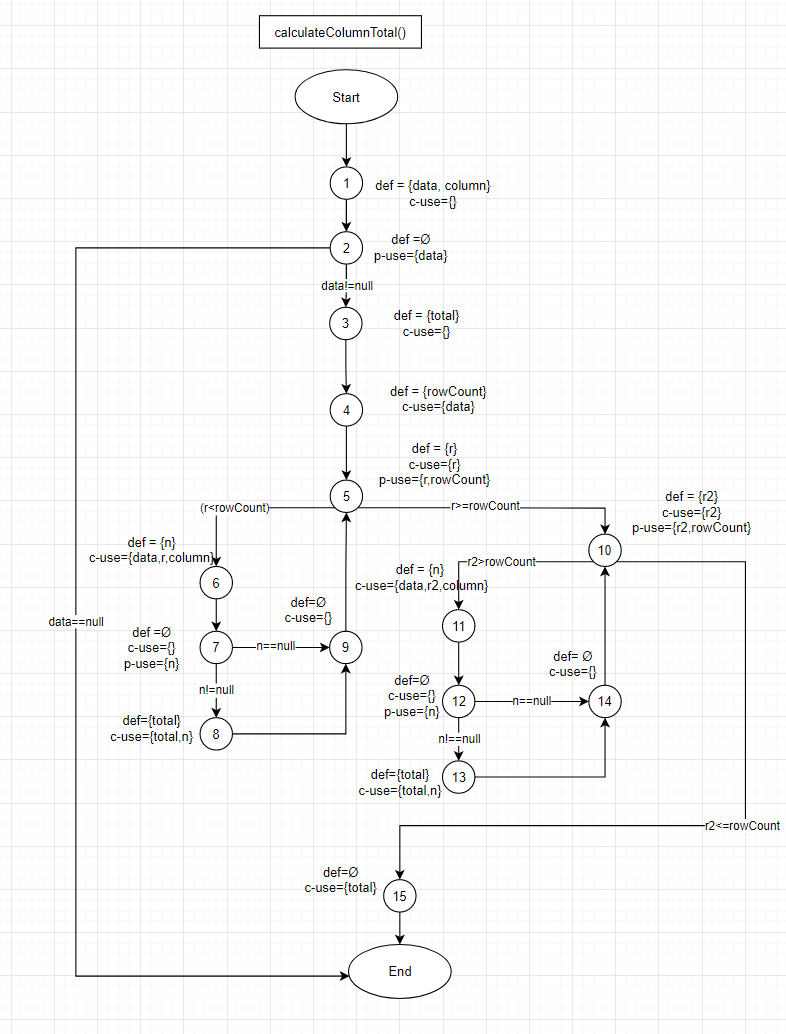 calculateColumnTotal()
Start
1
def = {data, column}
c-use={}
2
def =Ø
p-use={data}
data!=null
3
def = {total}
c-use={}
4
def = {rowCount}
c-use={data}
5
def = {r}
c-use={r}
p-use={r,rowCount}
(r<rowCount)
r>=rowCount
def = {r2}
c-use={r2}
p-use={r2,rowCount}
10
def = {n}
c-use={data,r,column}
6
r2>rowCount
def = {n}
c-use={data,r2,column}
11
def=Ø
c-use={}
data==null
def =Ø
c-use={}
p-use={n}
7
n==null
9
n!=null
def={total}
c-use={total,n}
8
def= Ø
c-use={}
def=Ø
c-use={}
p-use={n}
12
n==null
14
n!==null
def={total}
c-use={total,n}
13
r2<=rowCount
def=Ø
c-use={total}
15
End